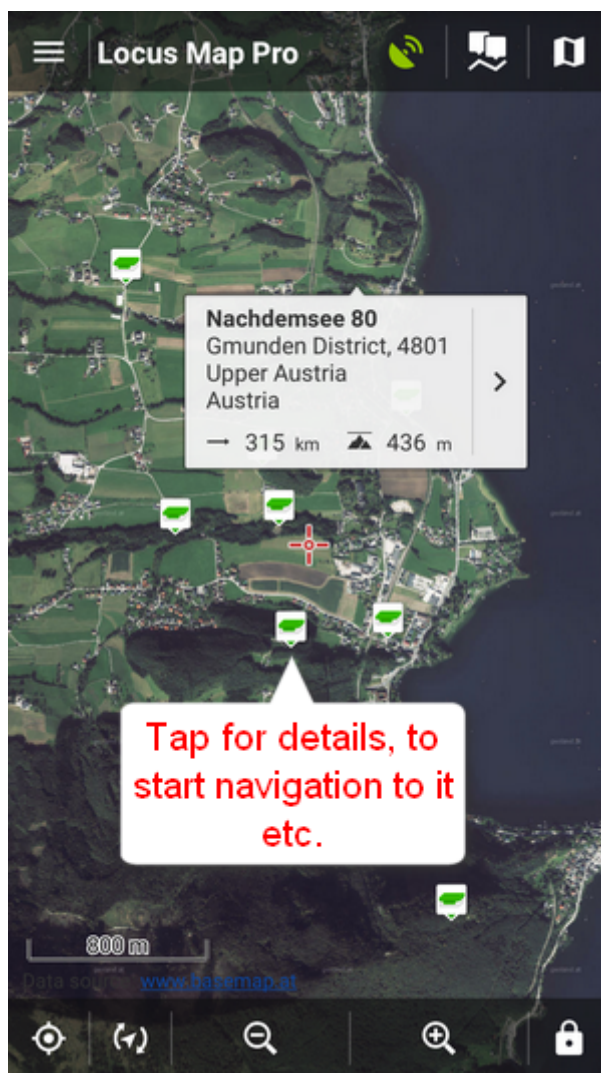 Locus Map Pro
Nachdemsee 80
Gmunden District, 4801
Upper Austria
Austria
→ 315 km 436 m
Tap for details, to
start navigation to it
etc.
800 m
Data source: www.basemap.at